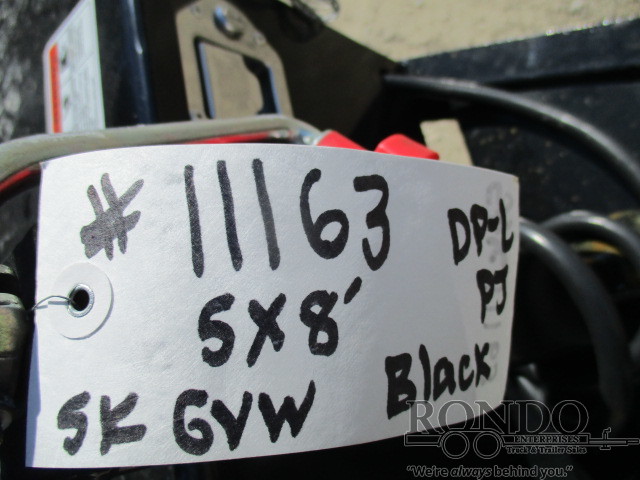 # 11163
DP-L
5X8'
PJ
5K GVW
Black
RONDO
ENTERPRISES
Truck & Trailer Sales
"We're always behind you."